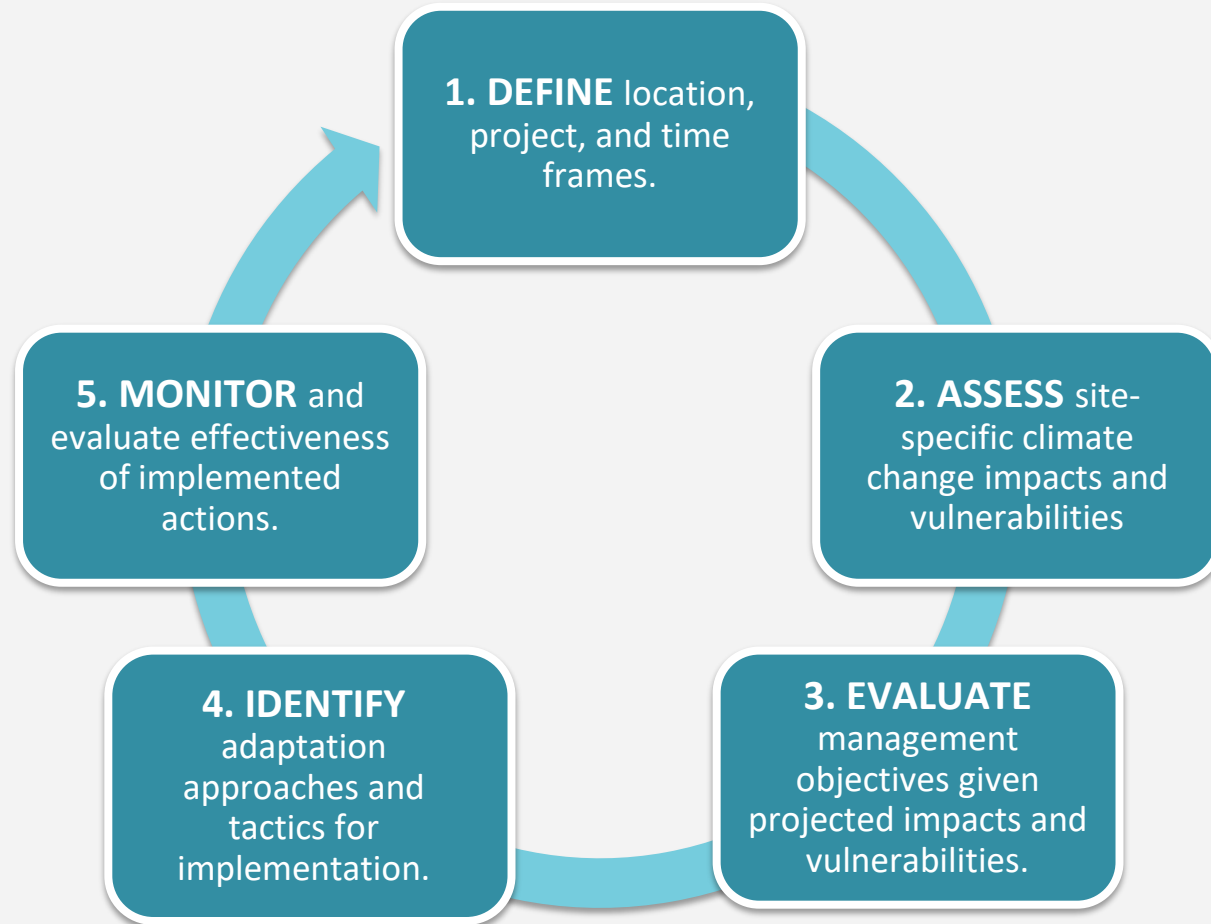 1. DEFINE location,
project, and time
frames.
2. ASSESS site-
specific climate
change impacts and
vulnerabilities
3. EVALUATE
management
objectives given
projected impacts and
vulnerabilities.
4. IDENTIFY
adaptation
approaches and
tactics for
implementation.
5. MONITOR and
evaluate effectiveness
of implemented
actions.